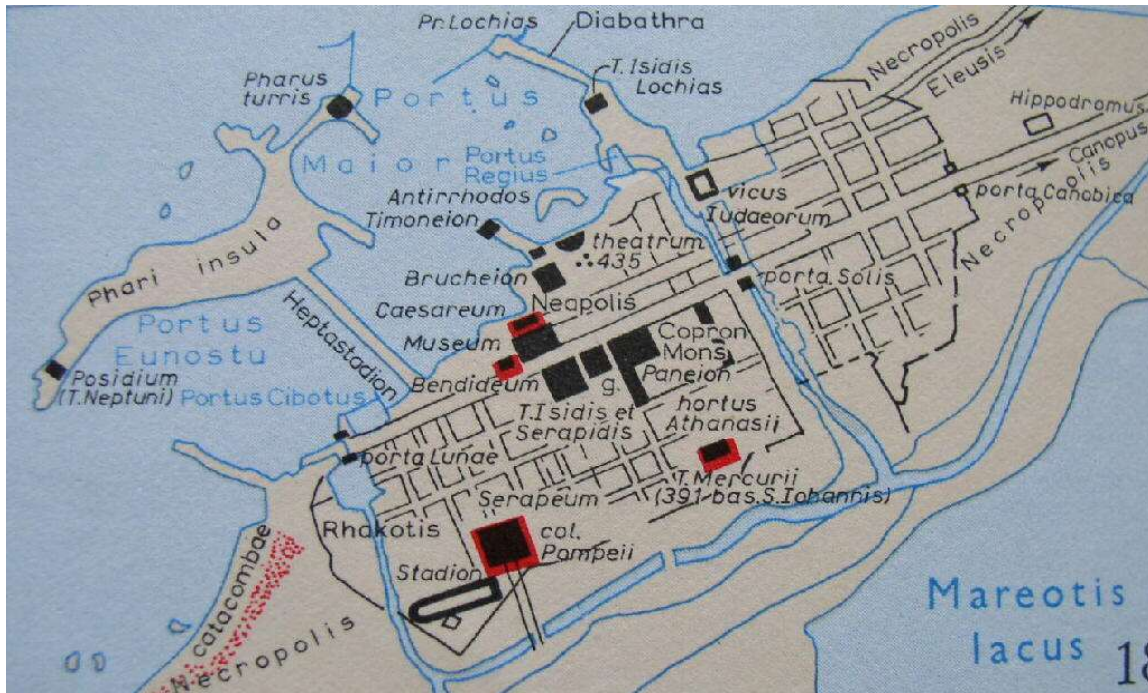 Pr. Lochias
Diabathra
T. Isidis
Lochias
Necropolis
Eleusis
Hippodromus
Canopus
Necropolis
porta Canobica
Pharus
turris
Portus
Maior
Portus
Regius
vicus
Iudaeorum
Antirrhodos
Timoneion
theatrum
435
porta Solis
Phari insula
Brucheion
Neapolis
Caesareum
Heptastadion
Portus
Eunostu
Museum
Copron
Mons
Paneion
Posidium
(T. Neptuni)
Portus Cibotus
Bendideum
g.
T. Isidis et
Serapidis
hortus
Athanasii
porta Lunae
T. Mercurii
(391 bas. S. Iohannis)
Serapeum
Rhakotis
col.
Pompeii
Stadion
catacombae
Necropolis
Mareotis
lacus
18